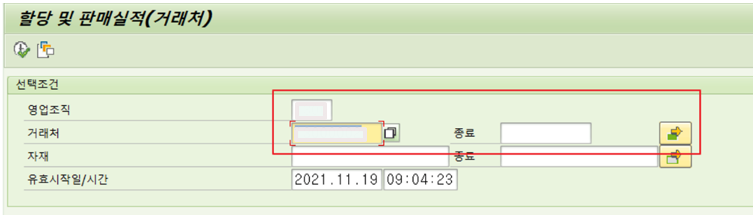 할당 및 판매실적(거래처)
선택조건
영업조직
거래처 종료
자재 종료
유효시작일/시간 2021.11.19 09:04:23